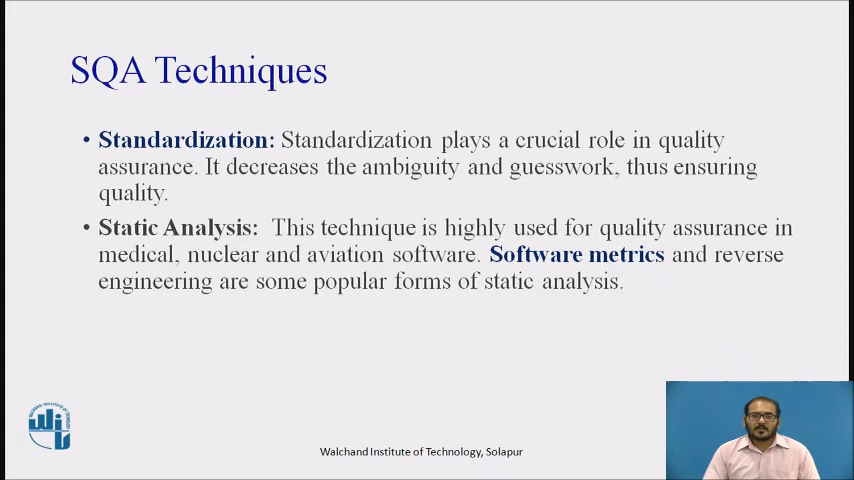 SQA Techniques
• Standardization: Standardization plays a crucial role in quality
assurance. It decreases the ambiguity and guesswork, thus ensuring
quality.
• Static Analysis: This technique is highly used for quality assurance in
medical, nuclear and aviation software. Software metrics and reverse
engineering are some popular forms of static analysis.
Walchand Institute of Technology, Solapur